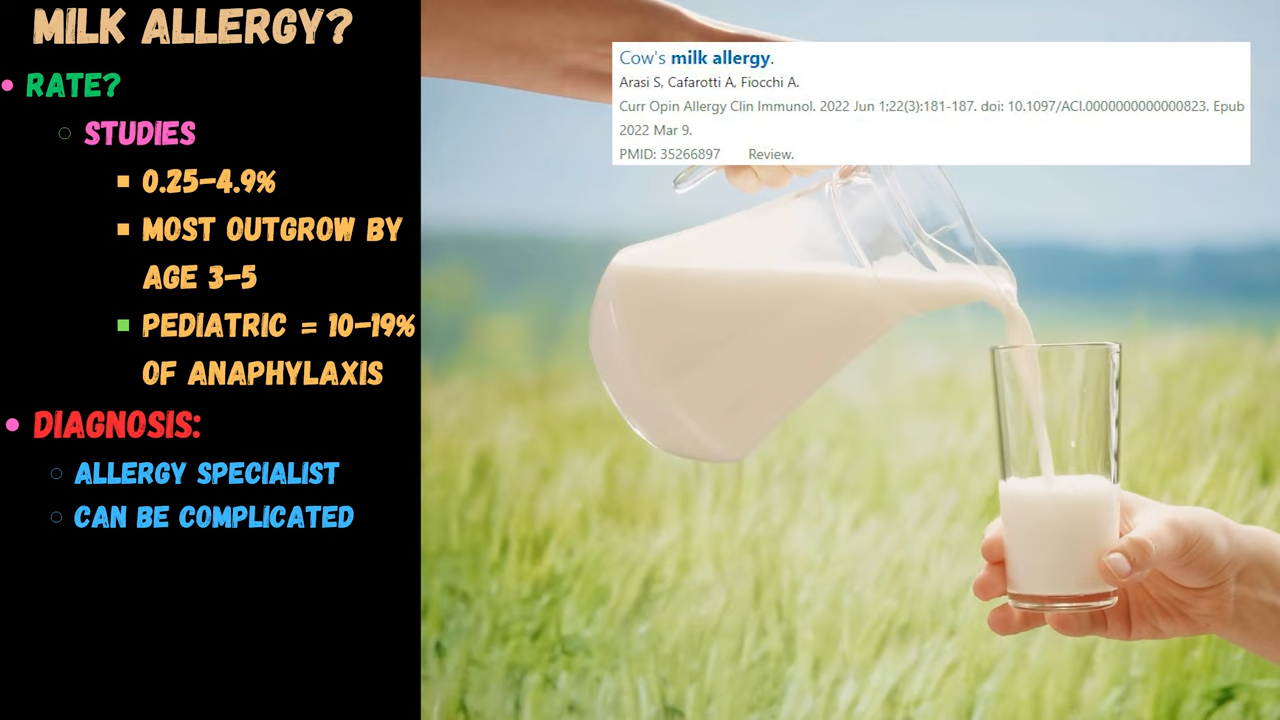 MILK ALLERGY?
• RATE?
○ STUDIES
▪ 0.25–4.9%
▪ MOST OUTGROW BY
AGE 3–5
▪ PEDIATRIC = 10–19%
OF ANAPHYLAXIS
• DIAGNOSIS:
○ ALLERGY SPECIALIST
○ CAN BE COMPLICATED
Cow's milk allergy.
Arasi S, Cafarotti A, Fiocchi A.
Curr Opin Allergy Clin Immunol. 2022 Jun 1;22(3):181-187. doi: 10.1097/ACI.0000000000000823. Epub
2022 Mar 9.
PMID: 35266897 Review.